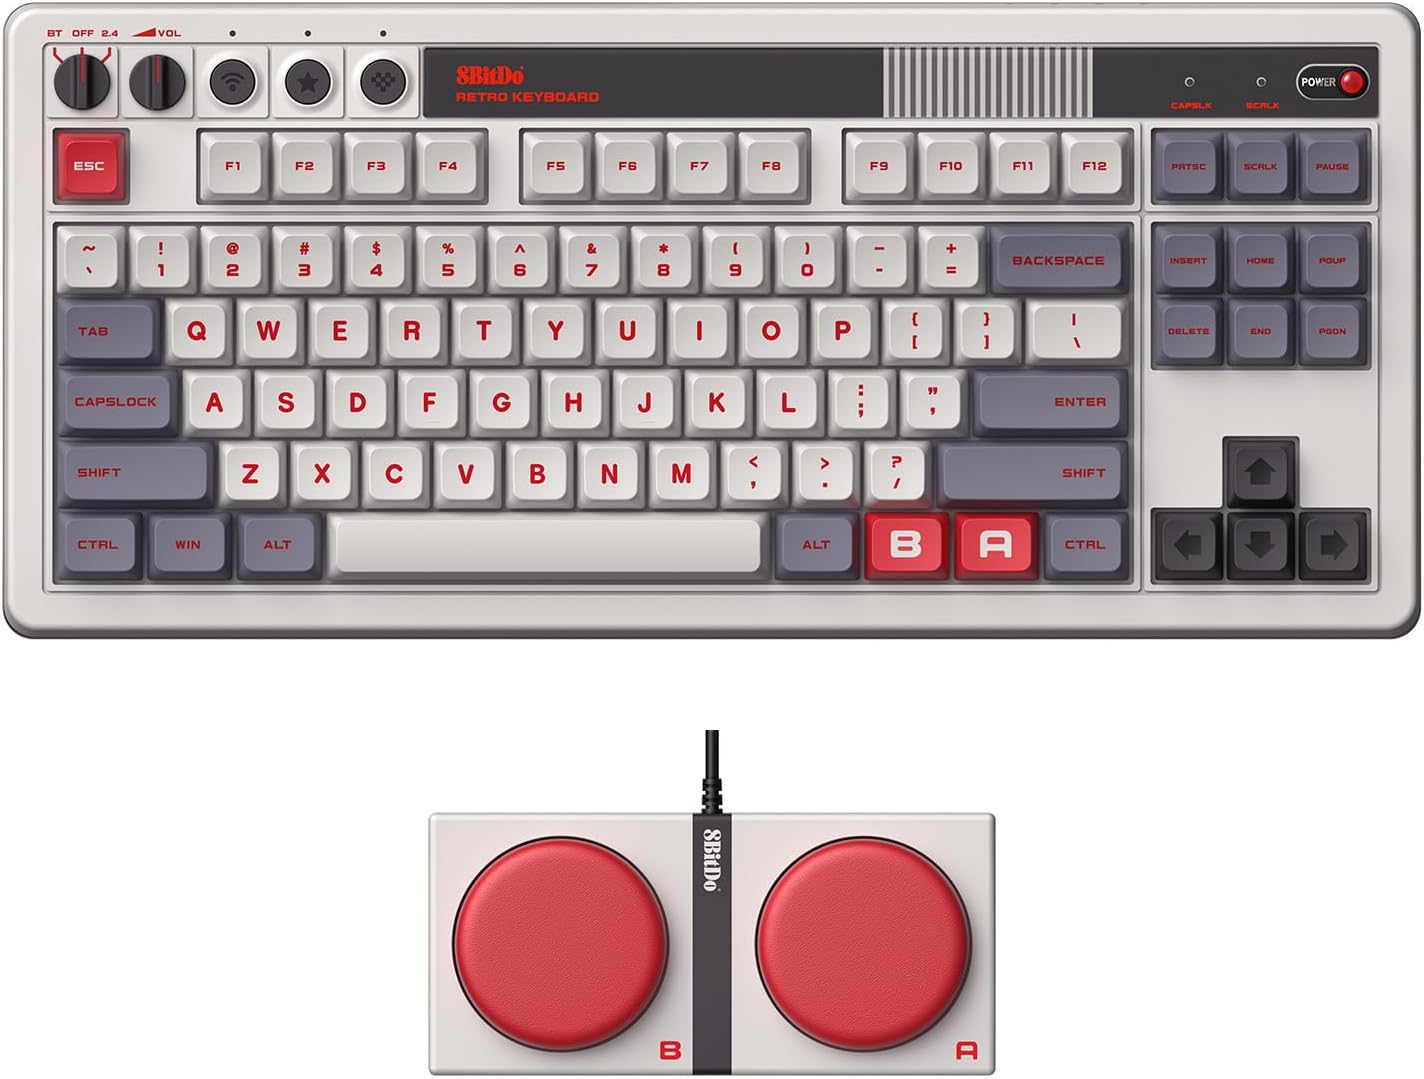 BT OFF 2.4 VOL
8BitDo
RETRO KEYBOARD
CAPSLK SCRLK POWER
ESC F1 F2 F3 F4 F5 F6 F7 F8 F9 F10 F11 F12 PRTSC SCRLK PAUSE
~ ! @ # $ % ^ & * ( ) − +
` 1 2 3 4 5 6 7 8 9 0 - = BACKSPACE INSERT HOME PGUP
TAB Q W E R T Y U I O P { [ } ] | \ DELETE END PGDN
CAPSLOCK A S D F G H J K L : ; " ' ENTER
SHIFT Z X C V B N M < , > . ? / SHIFT
CTRL WIN ALT ALT B A CTRL
8BitDo
B A